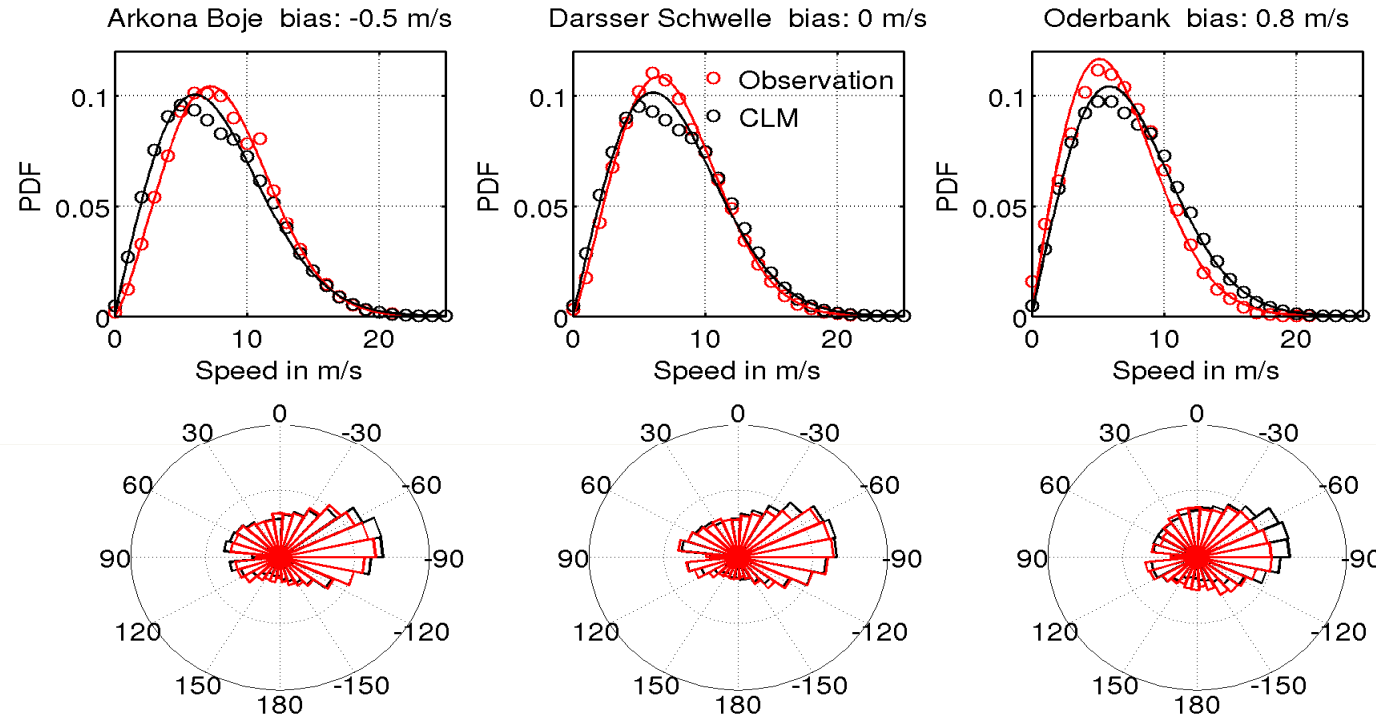 Arkona Boje bias: -0.5 m/s
Darsser Schwelle bias: 0 m/s
Oderbank bias: 0.8 m/s
PDF
0.1
0.05
0
0 10 20
Speed in m/s
PDF
0.1
0.05
0
0 10 20
Speed in m/s
Observation
CLM
PDF
0.1
0.05
0
0 10 20
Speed in m/s
0
30 -30
60 -60
90 -90
120 -120
150 -150
180
0
30 -30
60 -60
90 -90
120 -120
150 -150
180
0
30 -30
60 -60
90 -90
120 -120
150 -150
180